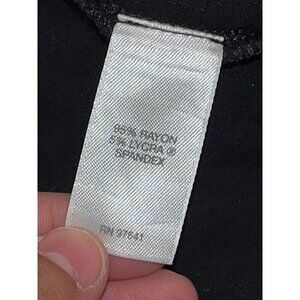 95% RAYON
5% LYCRA ®
SPANDEX
RN 97641